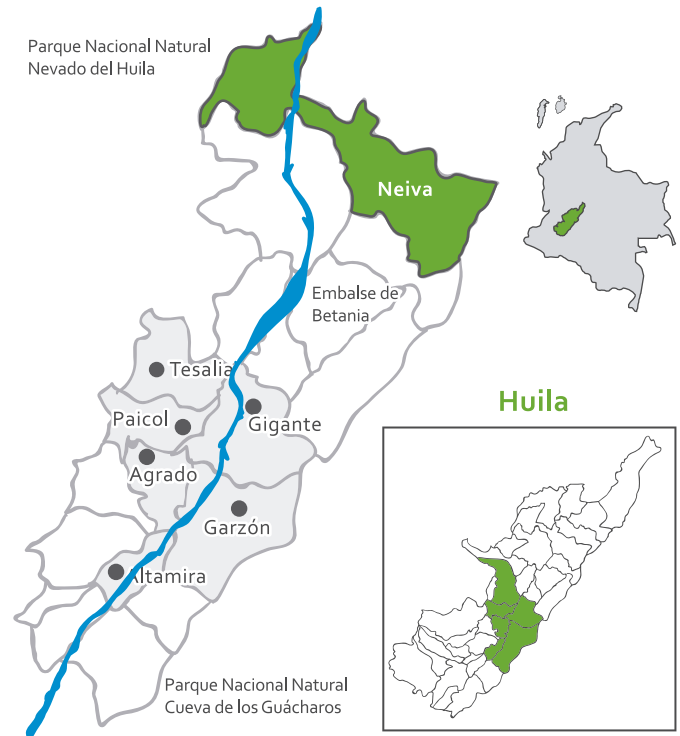 Parque Nacional Natural
Nevado del Huila
Neiva
Embalse de
Betania
Tesalia
Huila
Paicol
Gigante
Agrado
Garzón
Altamira
Parque Nacional Natural
Cueva de los Guácharos